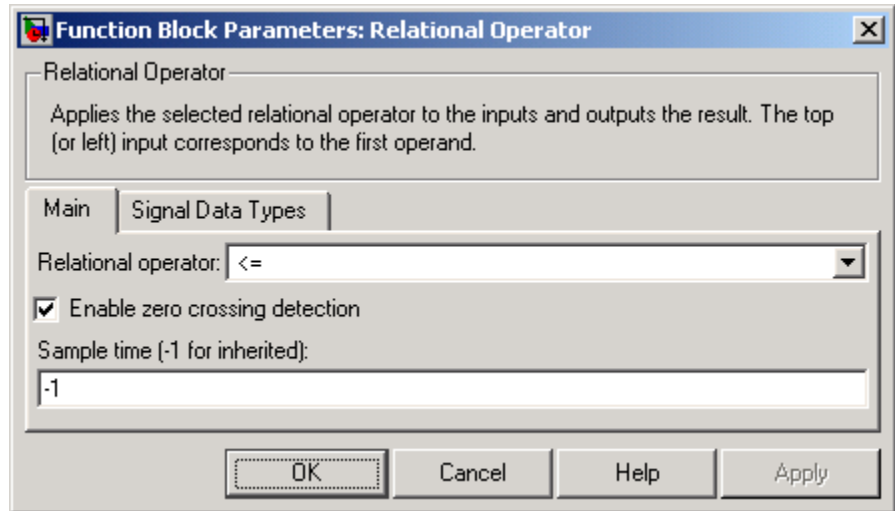 Function Block Parameters: Relational Operator
Relational Operator
Applies the selected relational operator to the inputs and outputs the result. The top
(or left) input corresponds to the first operand.
Main Signal Data Types
Relational operator: <=
Enable zero crossing detection
Sample time (-1 for inherited):
-1
OK Cancel Help Apply